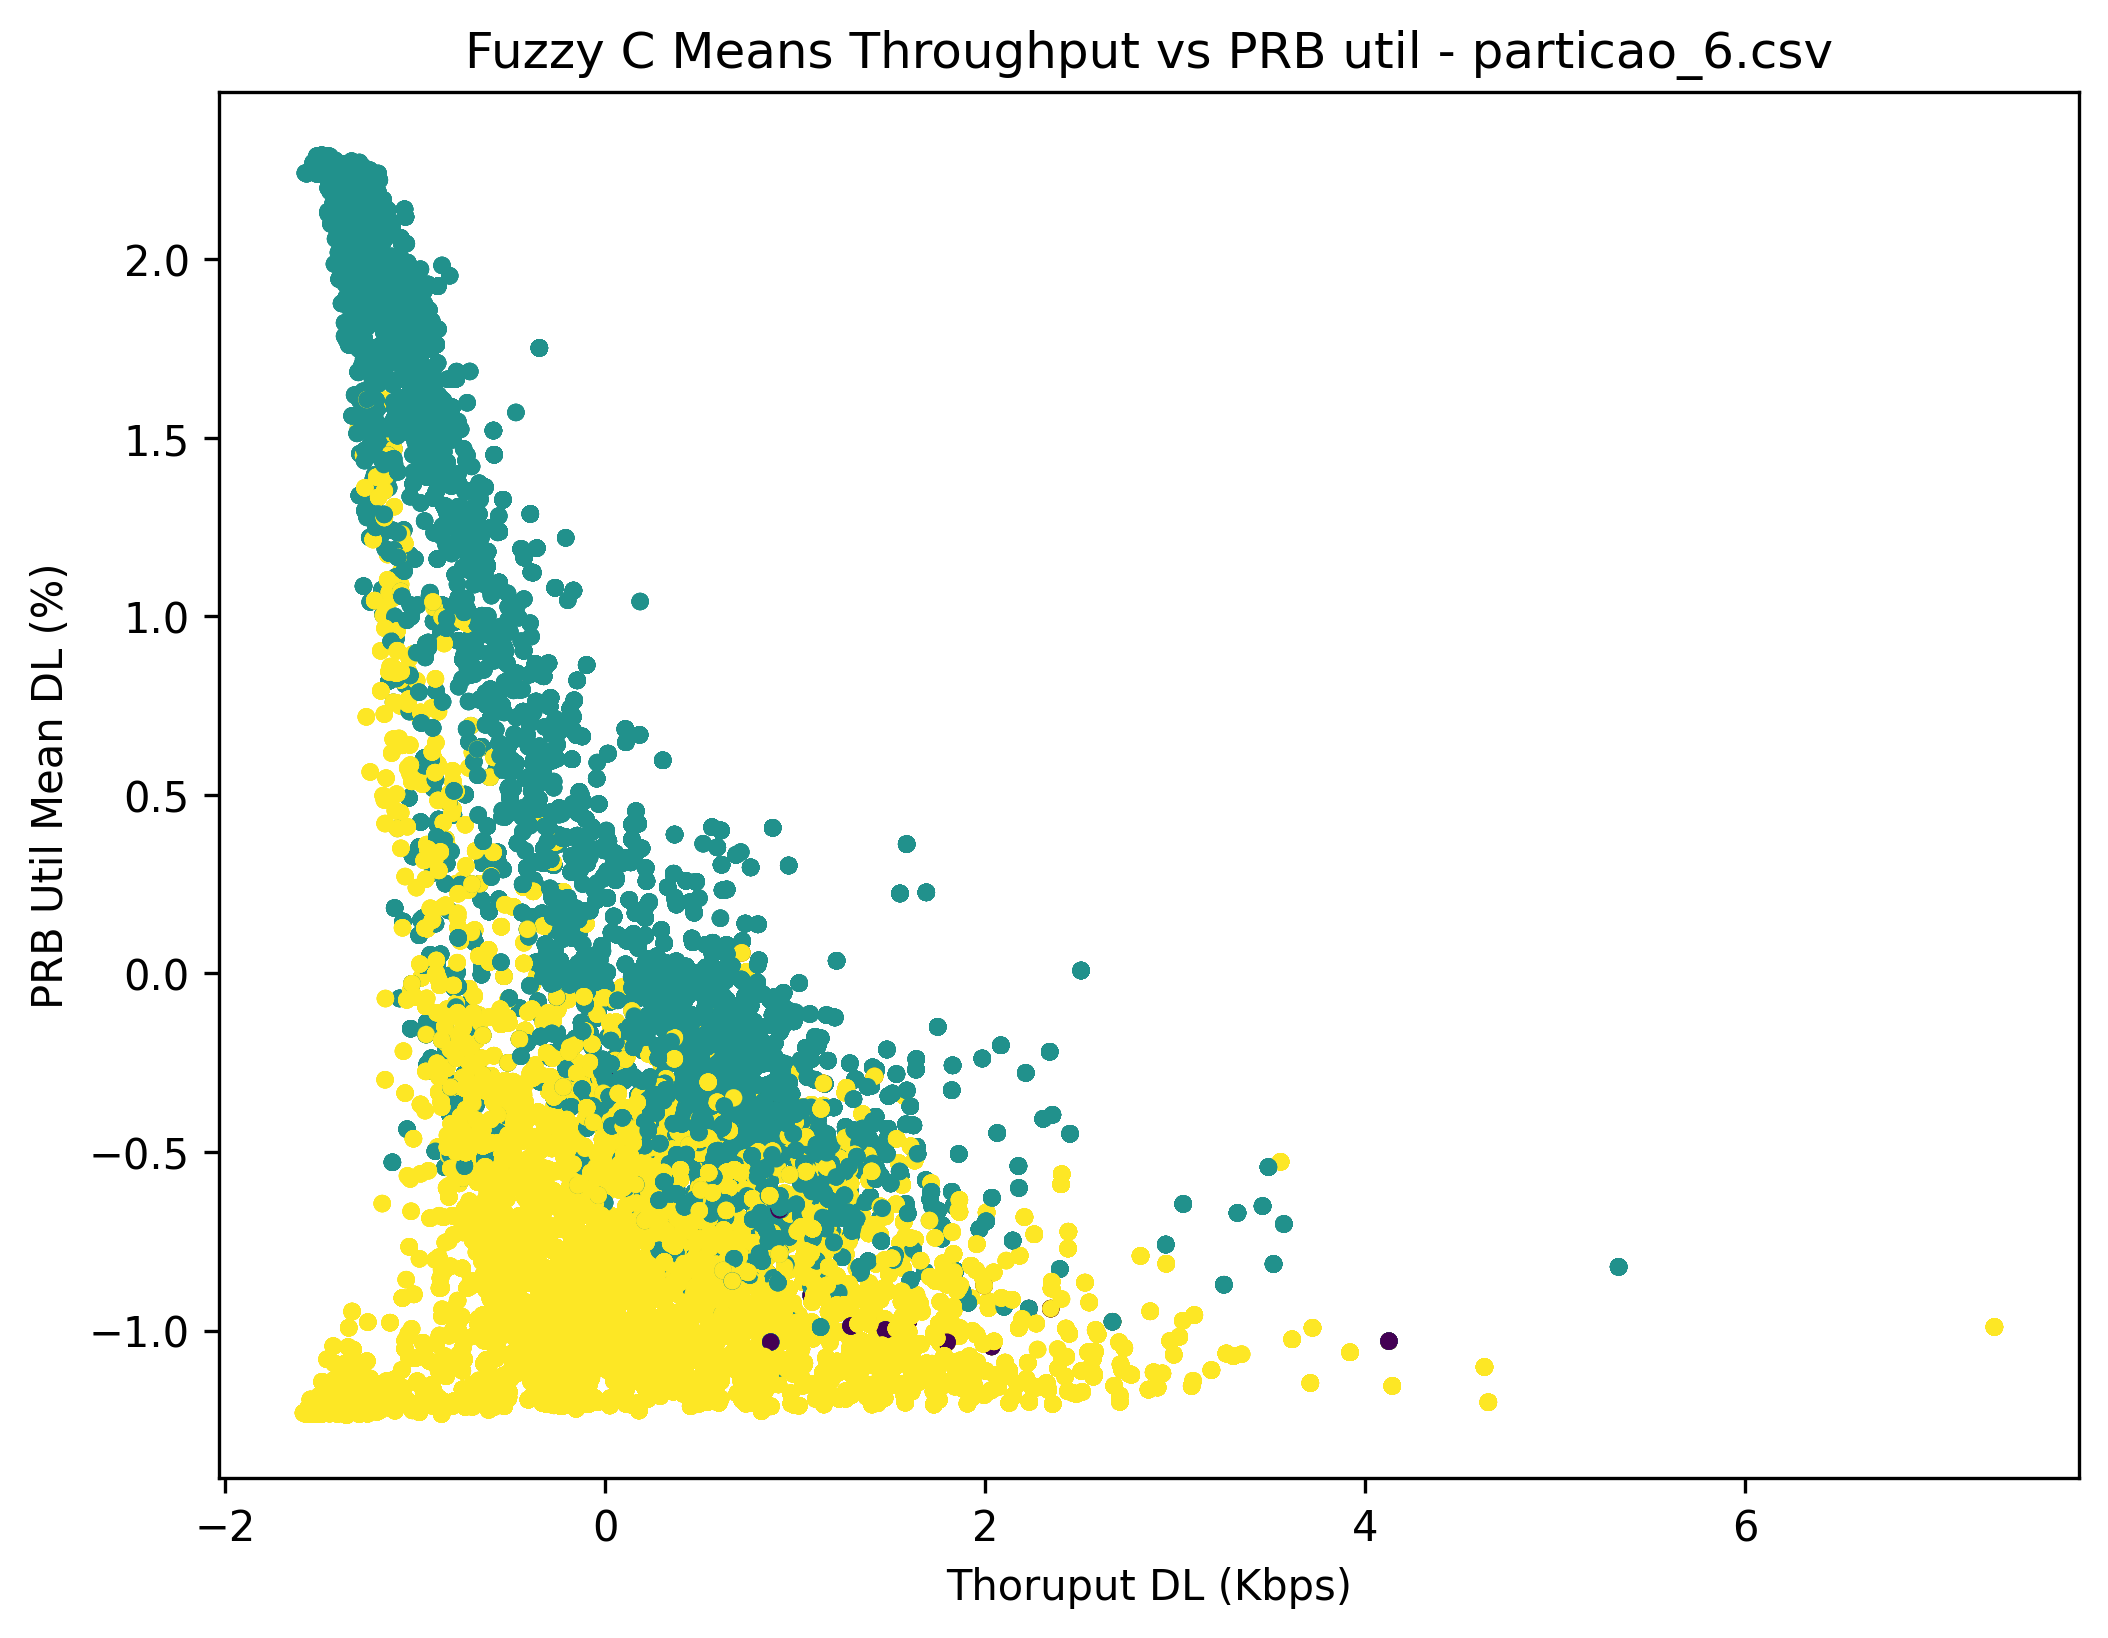 Fuzzy C Means Throughput vs PRB util - particao_6.csv
PRB Util Mean DL (%)
2.0
1.5
1.0
0.5
0.0
−0.5
−1.0
−2 0 2 4 6
Thoruput DL (Kbps)